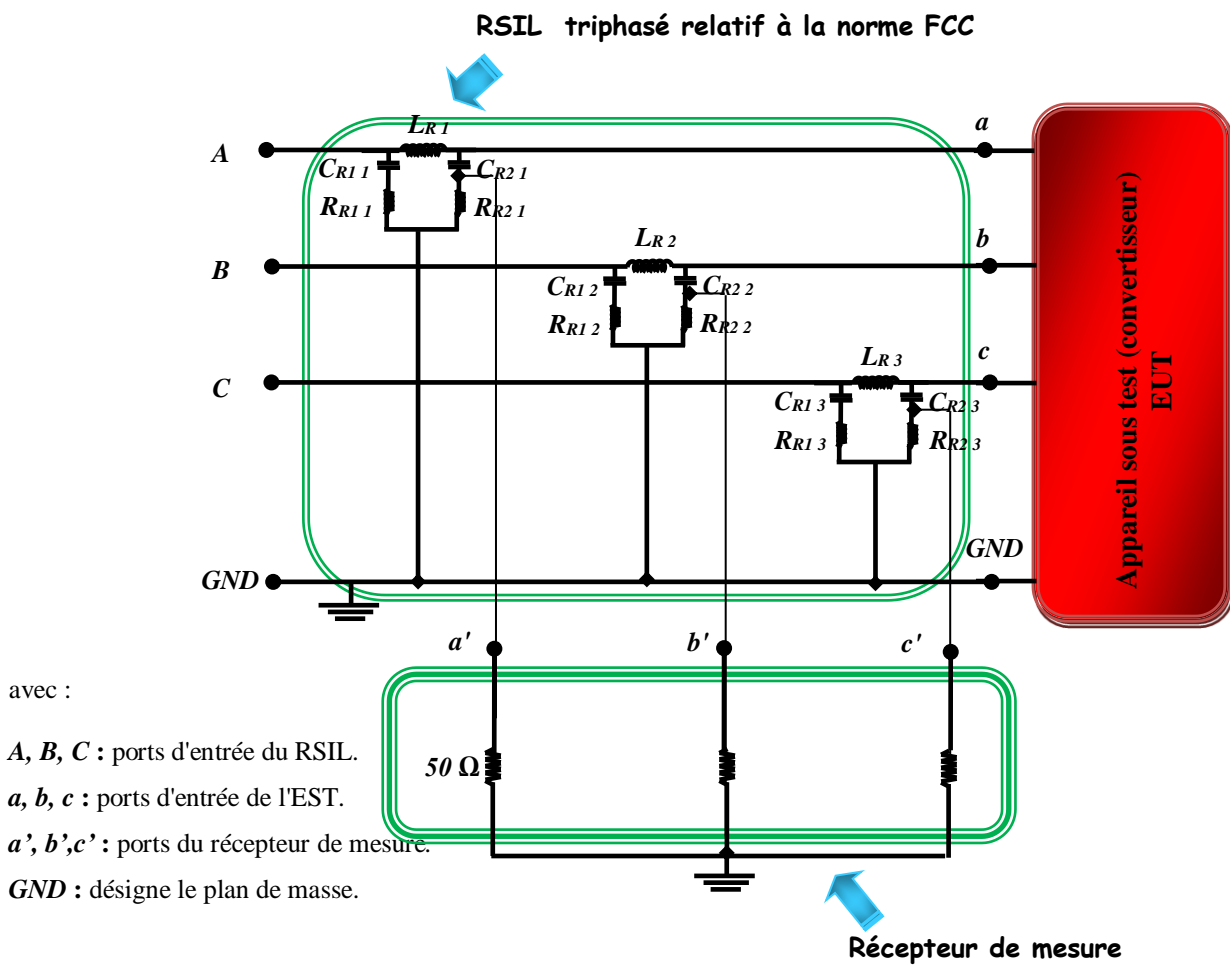 RSIL triphasé relatif à la norme FCC
LR 1
a
A
CR1 1
CR2 1
RR1 1
RR2 1
LR 2
b
B
CR1 2
CR2 2
RR1 2
RR2 2
LR 3
c
C
CR1 3
CR2 3
RR1 3
RR2 3
Appareil sous test (convertisseur)
EUT
GND
GND
a'
b'
c'
avec :
A, B, C : ports d'entrée du RSIL.
50 Ω
a, b, c : ports d'entrée de l'EST.
a’, b’,c’ : ports du récepteur de mesure.
GND : désigne le plan de masse.
Récepteur de mesure